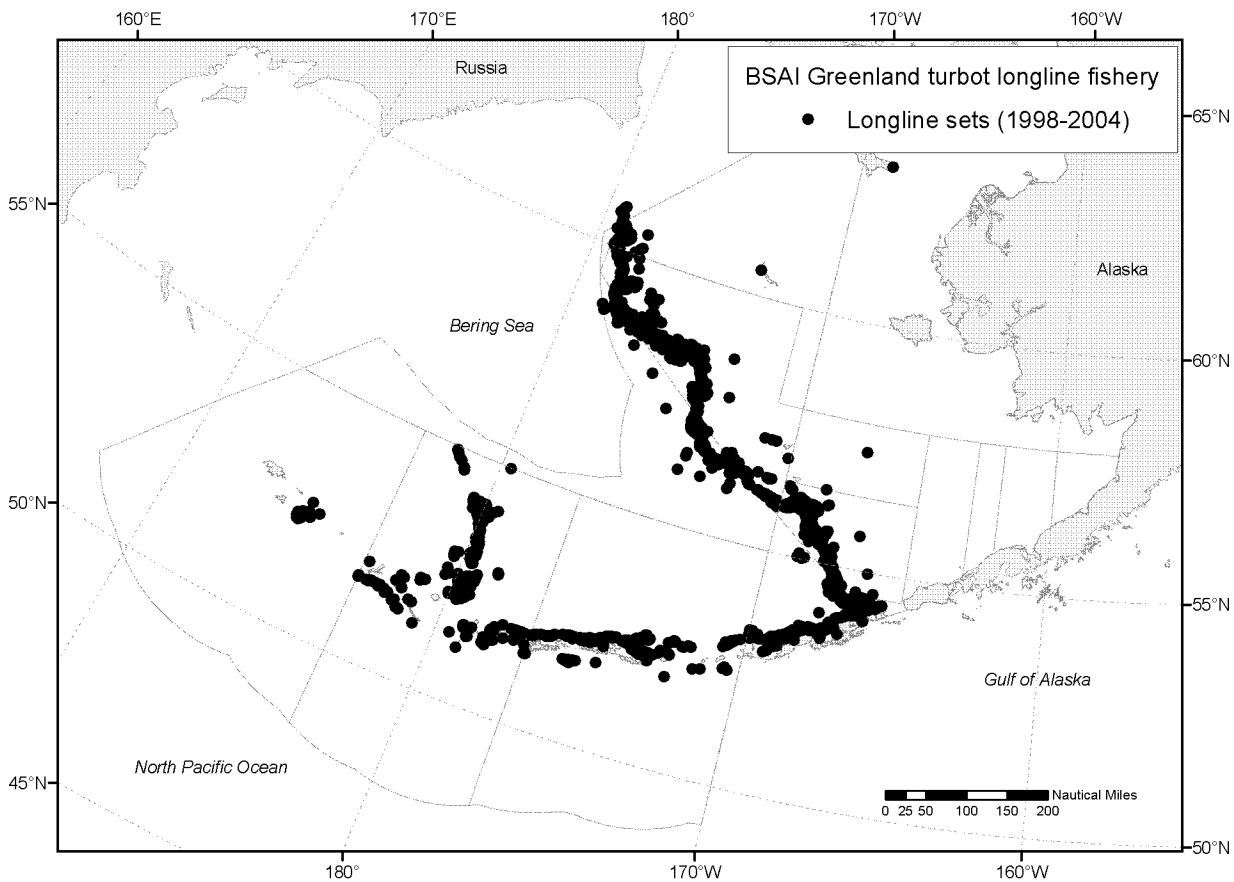 160°E 170°E 180° 170°W 160°W
Russia
BSAI Greenland turbot longline fishery
Longline sets (1998-2004)
65°N
55°N
Alaska
Bering Sea
60°N
50°N
55°N
Gulf of Alaska
North Pacific Ocean
45°N
Nautical Miles
0 25 50 100 150 200
50°N
180° 170°W 160°W